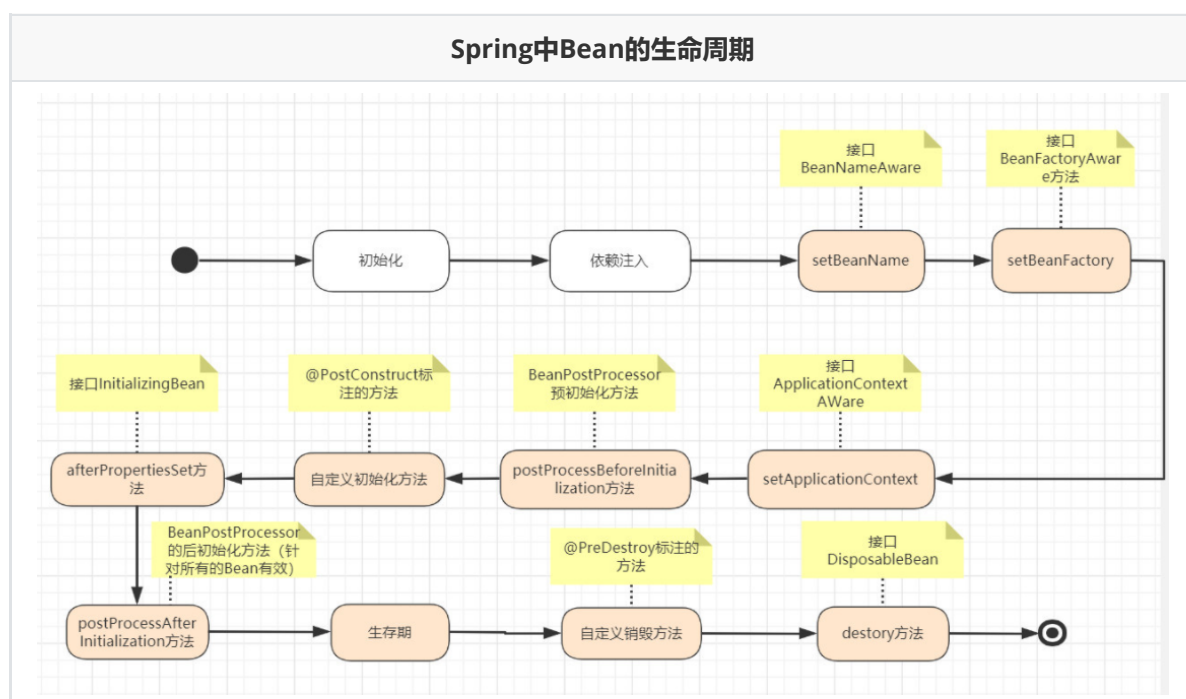 Spring中Bean的生命周期
接口
BeanNameAware
接口
BeanFactoryAwar
e方法
初始化
依赖注入
setBeanName
setBeanFactory
接口InitializingBean
@PostConstruct标
注的方法
BeanPostProcessor
预初始化方法
接口
ApplicationContext
AWare
afterPropertiesSet方
法
自定义初始化方法
postProcessBeforeInitia
lization方法
setApplicationContext
BeanPostProcessor
的后初始化方法（针
对所有的Bean有效）
@PreDestroy标注的
方法
接口
DisposableBean
postProcessAfter
Initialization方法
生存期
自定义销毁方法
destory方法